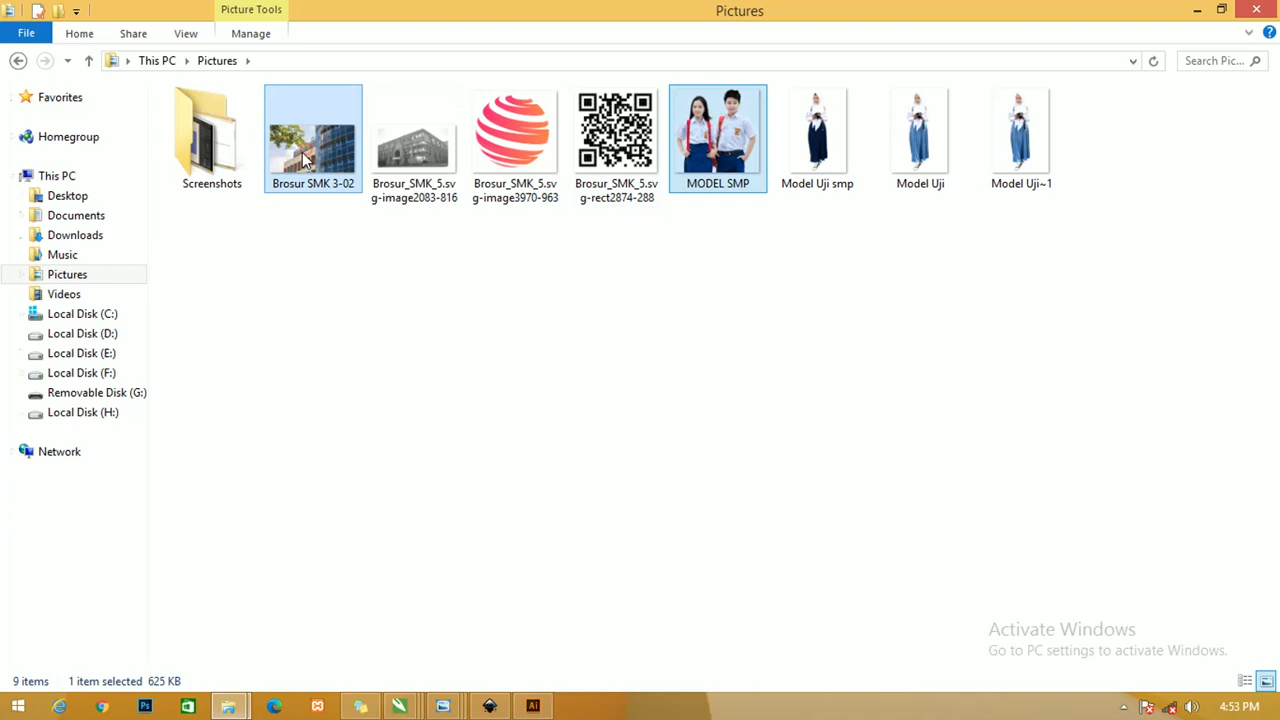 Picture Tools
Pictures
File
Home
Share
View
Manage
This PC
Pictures
Search Pic...
Favorites
Homegroup
This PC
Desktop
Documents
Downloads
Music
Pictures
Videos
Local Disk (C:)
Local Disk (D:)
Local Disk (E:)
Local Disk (F:)
Removable Disk (G:)
Local Disk (H:)
Network
Screenshots
Brosur SMK 3-02
Brosur_SMK_5.sv
g-image2083-816
Brosur_SMK_5.sv
g-image3970-963
Brosur_SMK_5.sv
g-rect2874-288
MODEL SMP
Model Uji smp
Model Uji
Model Uji~1
Activate Windows
Go to PC settings to activate Windows.
9 items
1 item selected 625 KB
Ps
Ai
4:53 PM